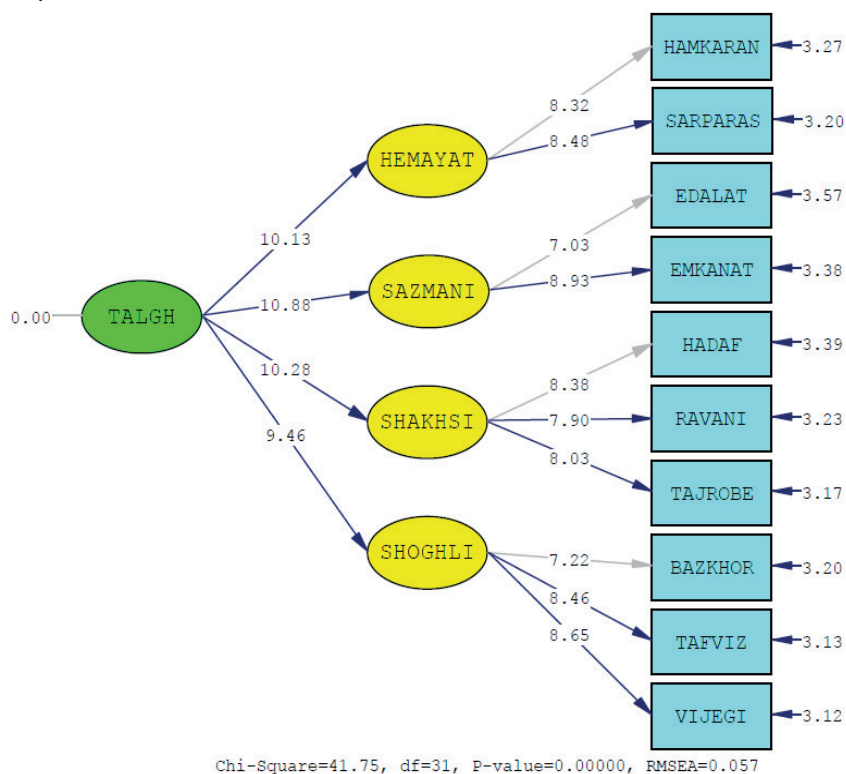 HAMKARAN 3.27
8.32
SARPARAS 3.20
8.48
HEMAYAT
EDALAT 3.57
10.13
7.03
EMKANAT 3.38
8.93
SAZMANI
10.88
0.00 TALGH
HADAF 3.39
10.28
8.38
RAVANI 3.23
7.90
SHAKHSI
9.46
8.03
TAJROBE 3.17
SHOGHLI
7.22
BAZKHOR 3.20
8.46
8.65
TAFVIZ 3.13
VIJEGI 3.12
Chi-Square=41.75, df=31, P-value=0.00000, RMSEA=0.057